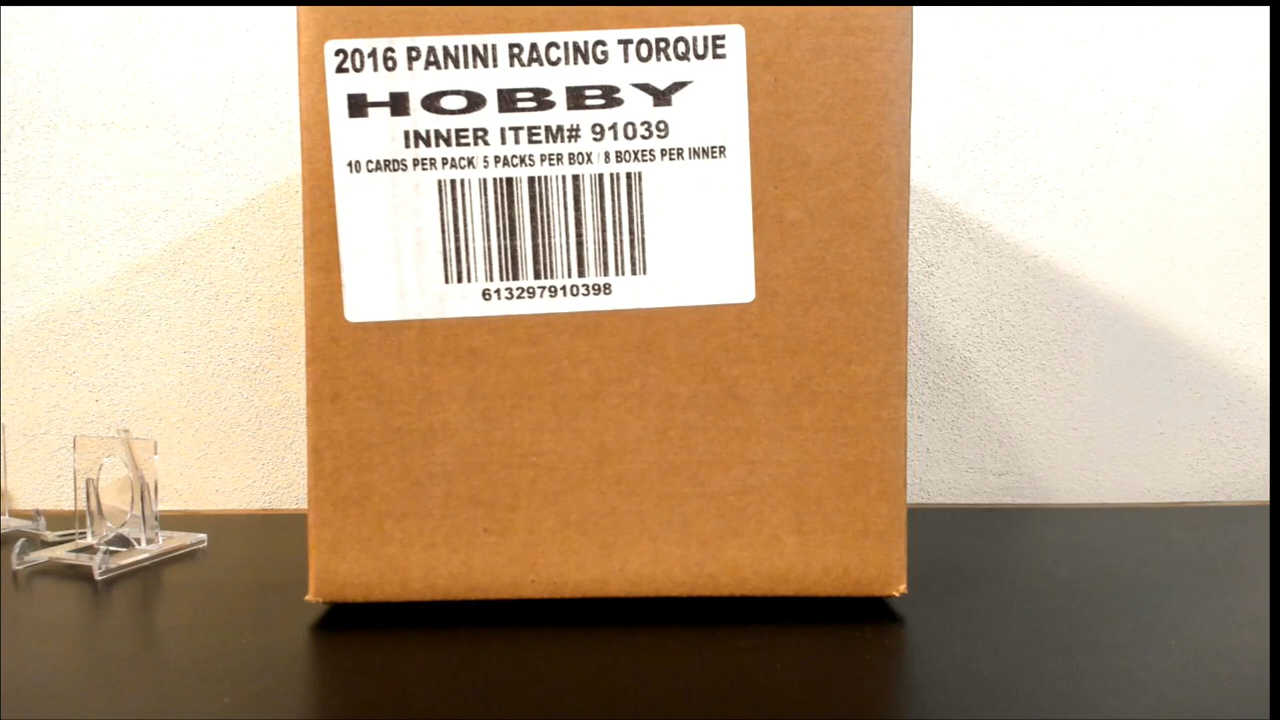 2016 PANINI RACING TORQUE
HOBBY
INNER ITEM# 91039
10 CARDS PER PACK/ 5 PACKS PER BOX / 8 BOXES PER INNER
613297910398